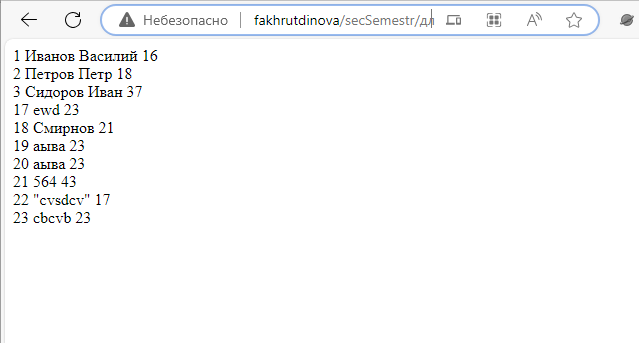 Небезопасно fakhrutdinova/secSemestr/дл
1 Иванов Василий 16
2 Петров Петр 18
3 Сидоров Иван 37
17 ewd 23
18 Смирнов 21
19 аыва 23
20 аыва 23
21 564 43
22 "cvsdcv" 17
23 cbcvb 23